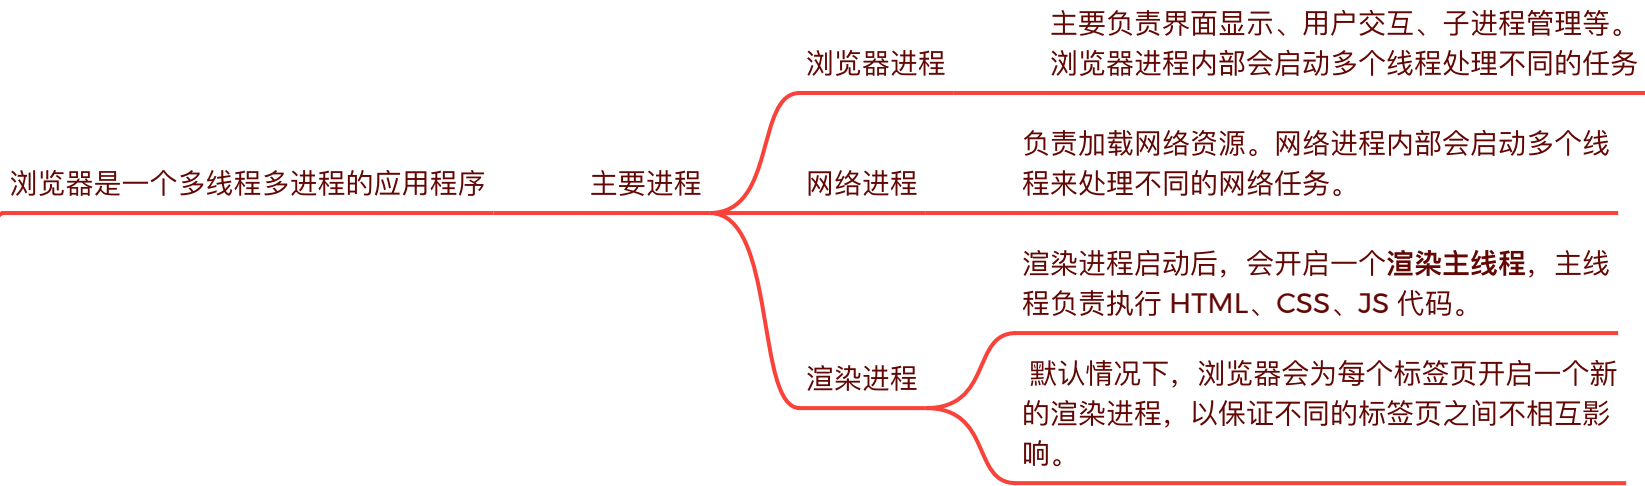 浏览器是一个多线程多进程的应用程序
主要进程
浏览器进程
主要负责界面显示、用户交互、子进程管理等。
浏览器进程内部会启动多个线程处理不同的任务
网络进程
负责加载网络资源。网络进程内部会启动多个线
程来处理不同的网络任务。
渲染进程
渲染进程启动后，会开启一个渲染主线程，主线
程负责执行 HTML、CSS、JS 代码。
默认情况下，浏览器会为每个标签页开启一个新
的渲染进程，以保证不同的标签页之间不相互影
响。